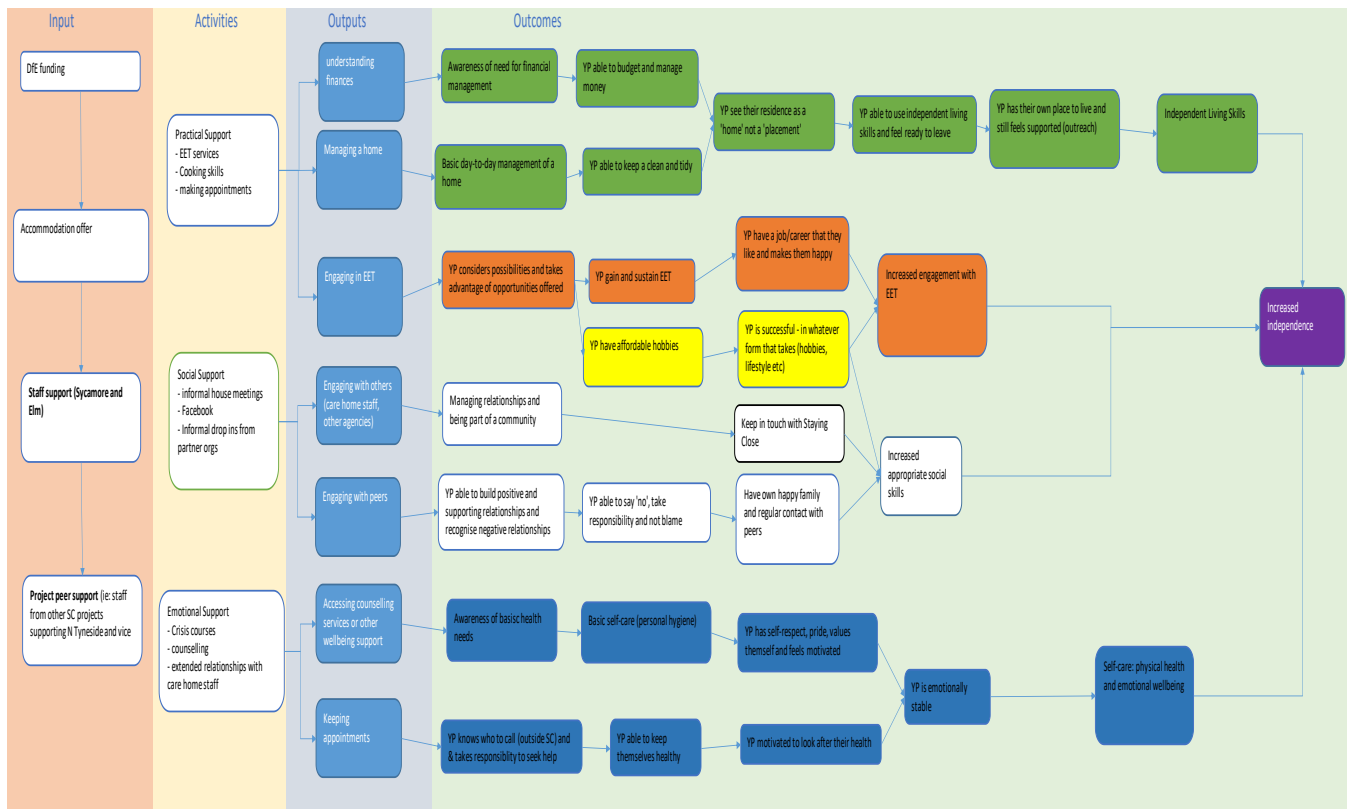 Input
Activities
Outputs
Outcomes
DfE funding
Accommodation offer
Staff support (Sycamore and
Elm)
Project peer support (ie: staff
from other SC projects
supporting N Tyneside and vice
Practical Support
- EET services
- Cooking skills
- making appointments
Social Support
- informal house meetings
- Facebook
- Informal drop ins from
partner orgs
Emotional Support
- Crisis courses
- counselling
- extended relationships with
care home staff
understanding
finances
Managing a home
Engaging in EET
Engaging with others
(care home staff,
other agencies)
Engaging with peers
Accessing counselling
services or other
wellbeing support
Keeping
appointments
Awareness of need for financial
management
YP able to budget and manage
money
Basic day-to-day management of a
home
YP able to keep a clean and tidy
YP see their residence as a
'home' not a 'placement'
YP able to use independent living
skills and feel ready to leave
YP has their own place to live and
still feels supported (outreach)
Independent Living Skills
YP considers possibilities and takes
advantage of opportunities offered
YP gain and sustain EET
YP have a job/career that they
like and makes them happy
Increased engagement with
EET
YP have affordable hobbies
YP is successful - in whatever
form that takes (hobbies,
lifestyle etc)
Managing relationships and
being part of a community
Keep in touch with Staying
Close
YP able to build positive and
supporting relationships and
recognise negative relationships
YP able to say 'no', take
responsibility and not blame
Have own happy family
and regular contact with
peers
Increased
appropriate social
skills
Increased
independence
Awareness of basisc health
needs
Basic self-care (personal hygiene)
YP has self-respect, pride, values
themself and feels motivated
YP knows who to call (outside SC) and
& takes responsiblity to seek help
YP able to keep
themselves healthy
YP motivated to look after their health
YP is emotionally
stable
Self-care: physical health
and emotional wellbeing